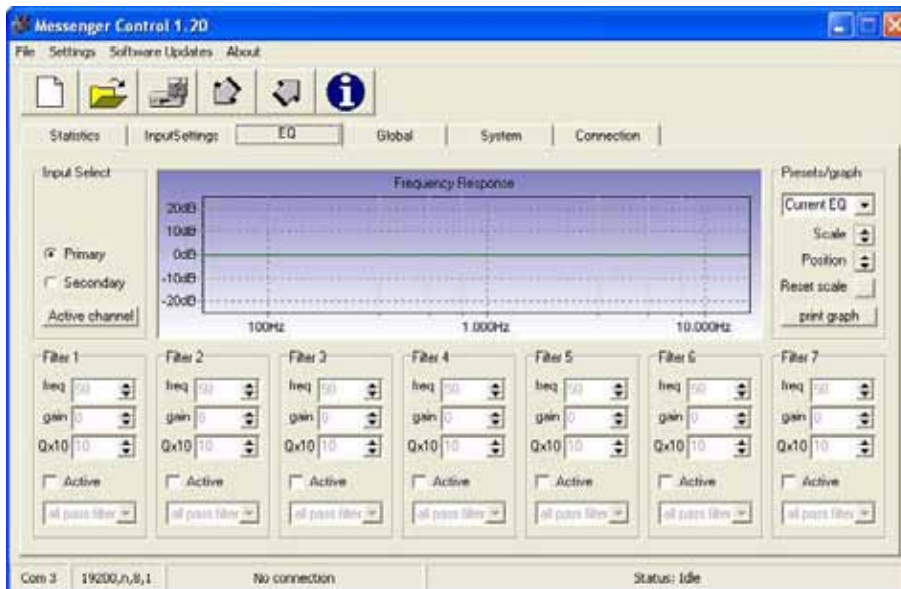 Messenger Control 1.20
File Settings Software Updates About
Statistics InputSettings EQ Global System Connection
Input Select
Primary
Secondary
Active channel
Frequency Response
20dB
10dB
0dB
-10dB
-20dB
100Hz 1.000Hz 10.000Hz
Presets/graph
Current EQ
Scale
Position
Reset scale
print graph
Filter 1 Filter 2 Filter 3 Filter 4 Filter 5 Filter 6 Filter 7
freq 50 freq 50 freq 50 freq 50 freq 50 freq 50 freq 50
gain 0 gain 0 gain 0 gain 0 gain 0 gain 0 gain 0
Qx10 10 Qx10 10 Qx10 10 Qx10 10 Qx10 10 Qx10 10 Qx10 10
Active Active Active Active Active Active Active
all pass filter all pass filter all pass filter all pass filter all pass filter all pass filter all pass filter
Com 3 19200,n,8,1 No connection Status: Idle